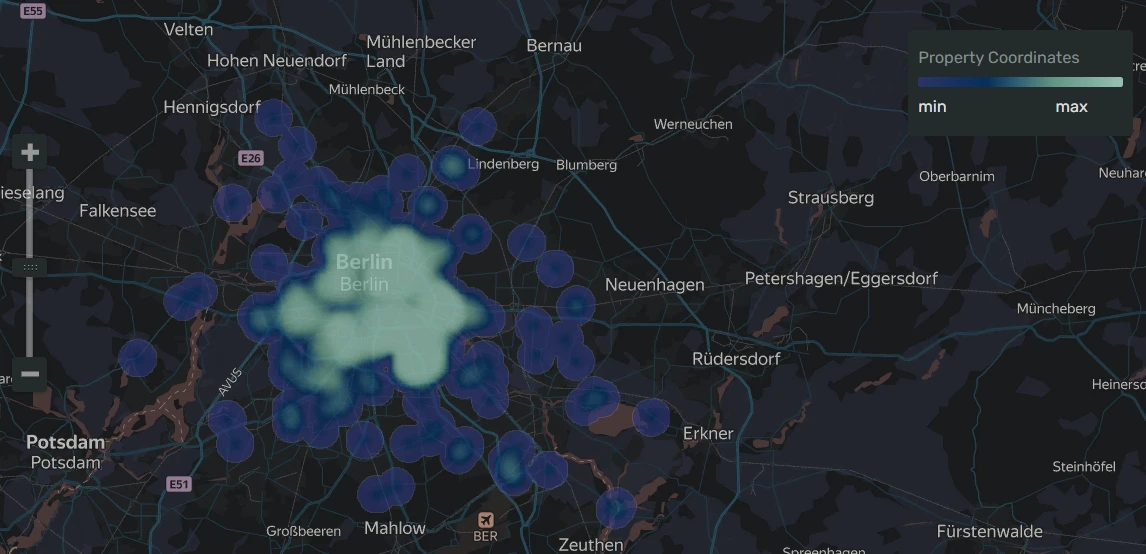 E55
Velten
Mühlenbecker
Land
Bernau
Hohen Neuendorf
Property Coordinates
Mühlenbeck
min
max
Hennigsdorf
Werneuchen
E26
Lindenberg
Blumberg
Oberbarnim
Neuhar
ieselang
Strausberg
Falkensee
Berlin
Berlin
Neuenhagen
Petershagen/Eggersdorf
Müncheberg
Rüdersdorf
AVUS
Heinersd
Potsdam
Potsdam
Erkner
Steinhöfel
E51
Großbeeren
Mahlow
BER
Fürstenwalde
Zeuthen
Spreenhagen